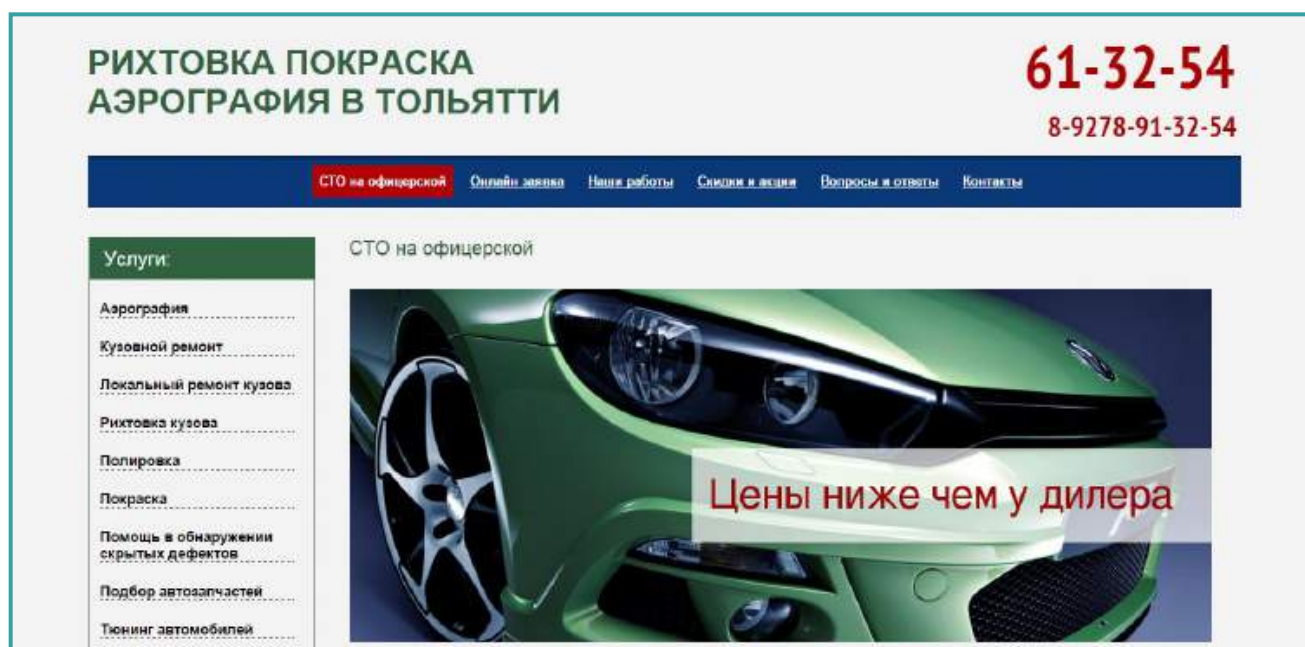 РИХТОВКА ПОКРАСКА
АЭРОГРАФИЯ В ТОЛЬЯТТИ
61-32-54
8-9278-91-32-54
СТО на офицерской Онлайн заявка Наши работы Скидки и акции Вопросы и ответы Контакты
Услуги:
Аэрография
Кузовной ремонт
Локальный ремонт кузова
Рихтовка кузова
Полировка
Покраска
Помощь в обнаружении
скрытых дефектов
Подбор автозапчастей
Тюнинг автомобилей
СТО на офицерской
Цены ниже чем у дилера